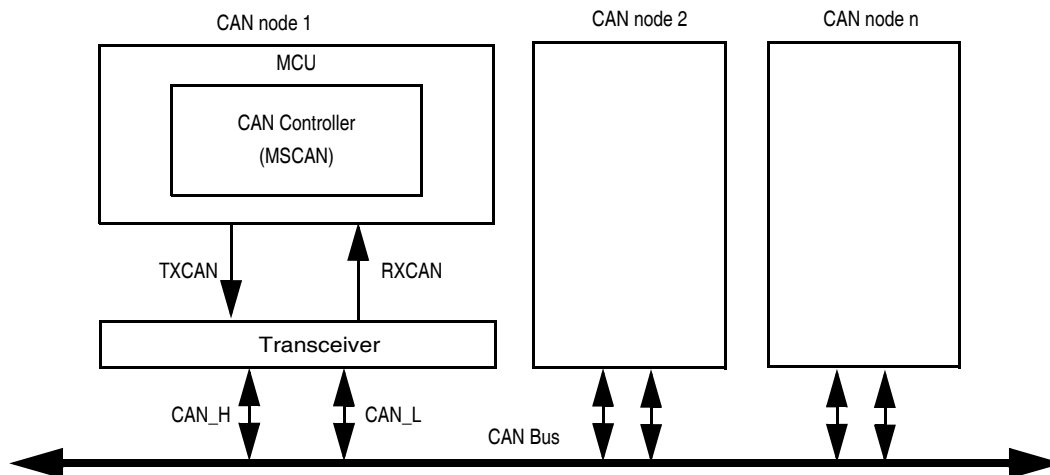 CAN node 1
CAN node 2
CAN node n
MCU
CAN Controller
(MSCAN)
TXCAN
RXCAN
Transceiver
CAN_H
CAN_L
CAN Bus